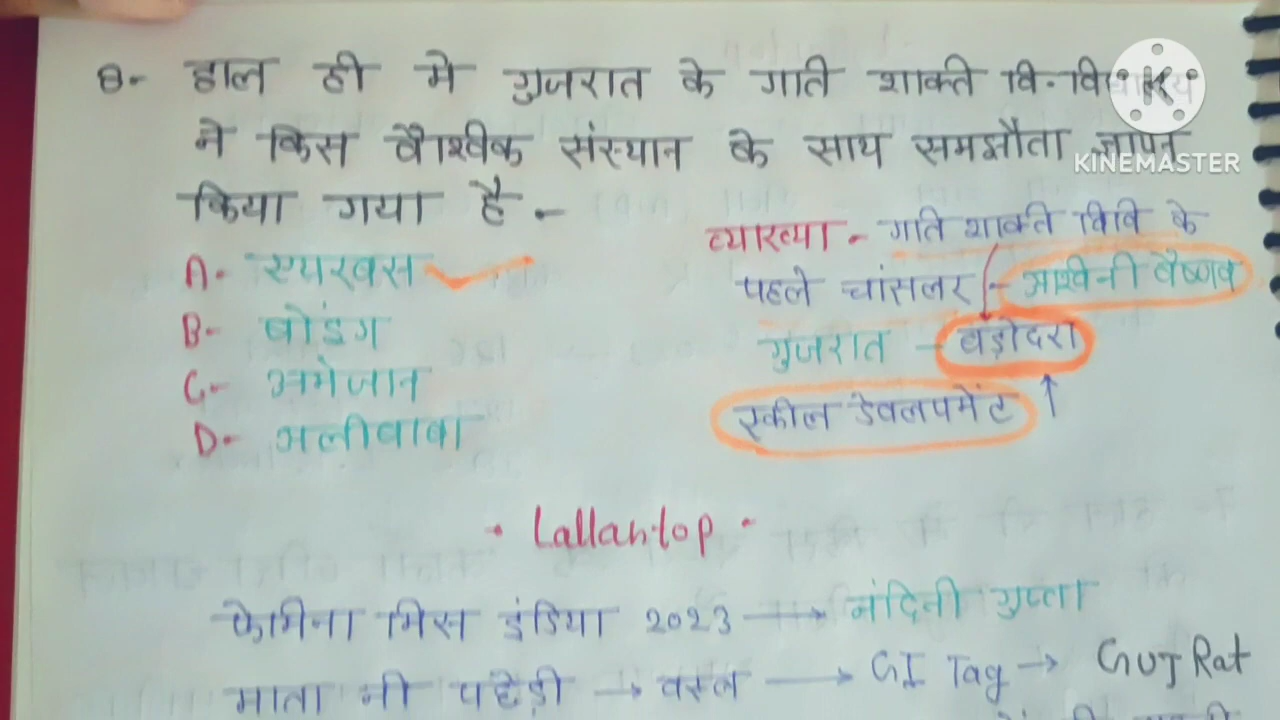 8- हाल ही मे गुजरात के गति शक्ति वि.वि
ने किस वैश्वीक संस्थान के साथ समझौता ज्ञापन
किया गया है -
A- एयरबस
B- बोंइंग
C- अमेजान
D- अलीबाबा
व्याख्या - गति शक्ति विवि के
पहले चांसलर - अश्विनी वैष्णव
गुजरात - बड़ोदरा
स्कील डेवलपमेंट ↑
• Lallantop •
फेमिना मिस इंडिया 2023 → नंदिनी गुप्ता
माता नी पछेड़ी → वस्त्र → GI Tag → GUJRat
K
KINEMASTER